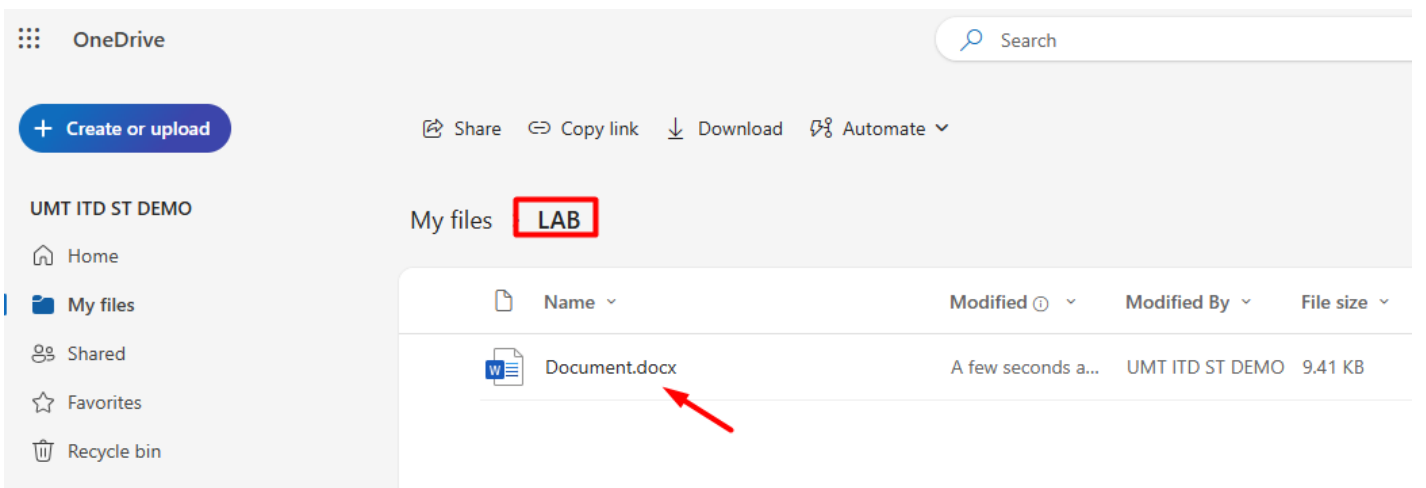 OneDrive
Search
Create or upload
Share Copy link Download Automate
UMT ITD ST DEMO
My files LAB
Home
Name Modified Modified By File size
My files
Shared
W Document.docx A few seconds a... UMT ITD ST DEMO 9.41 KB
Favorites
Recycle bin